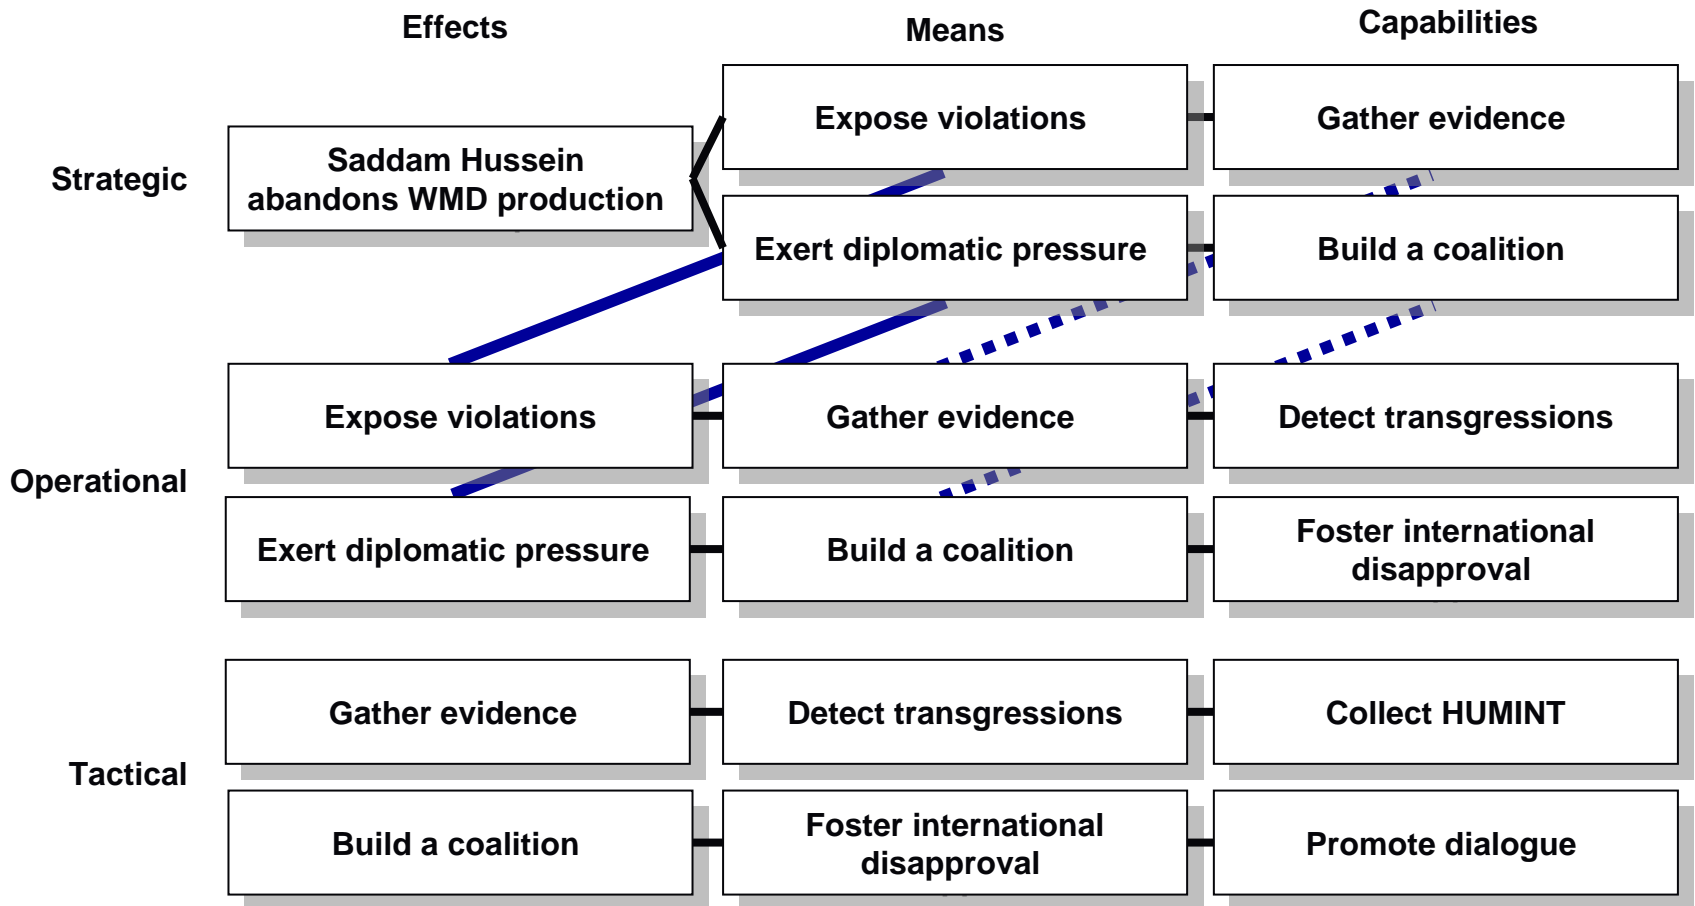 Effects
Means
Capabilities
Strategic
Saddam Hussein
abandons WMD production
Expose violations
Gather evidence
Exert diplomatic pressure
Build a coalition
Operational
Expose violations
Gather evidence
Detect transgressions
Exert diplomatic pressure
Build a coalition
Foster international
disapproval
Tactical
Gather evidence
Detect transgressions
Collect HUMINT
Build a coalition
Foster international
disapproval
Promote dialogue